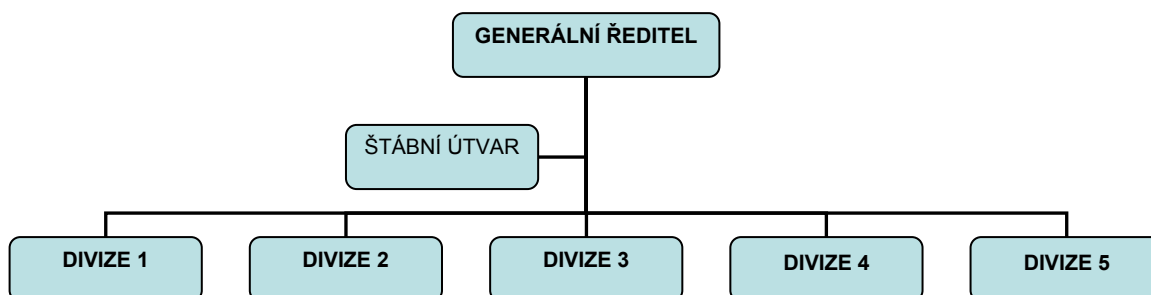 GENERÁLNÍ ŘEDITEL
ŠTÁBNÍ ÚTVAR
DIVIZE 1
DIVIZE 2
DIVIZE 3
DIVIZE 4
DIVIZE 5